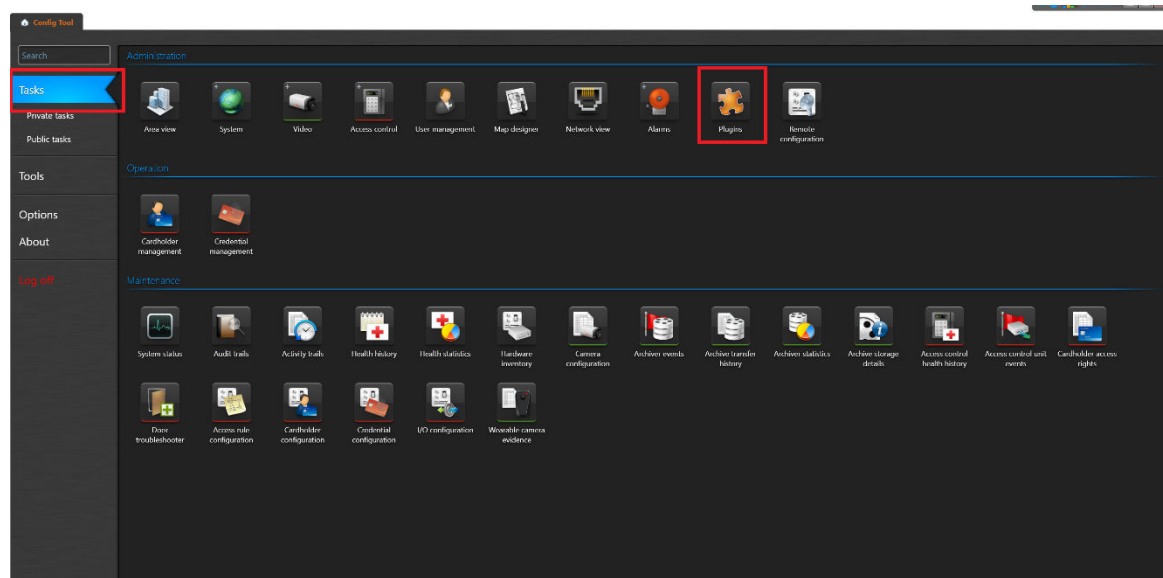 Config Tool
Search
Tasks
Private tasks
Public tasks
Tools
Options
About
Log off
Administration
Area view
System
Video
Access control
User management
Map designer
Network view
Alarms
Plugins
Remote
configuration
Operation
Cardholder
management
Credential
management
Maintenance
System status
Audit trails
Activity trails
Health history
Health statistics
Hardware
inventory
Camera
configuration
Archiver events
Archive transfer
history
Archiver statistics
Archive storage
details
Access control
health history
Access control unit
events
Cardholder access
rights
Door
troubleshooter
Access rule
configuration
Cardholder
configuration
Credential
configuration
I/O configuration
Wearable camera
evidence